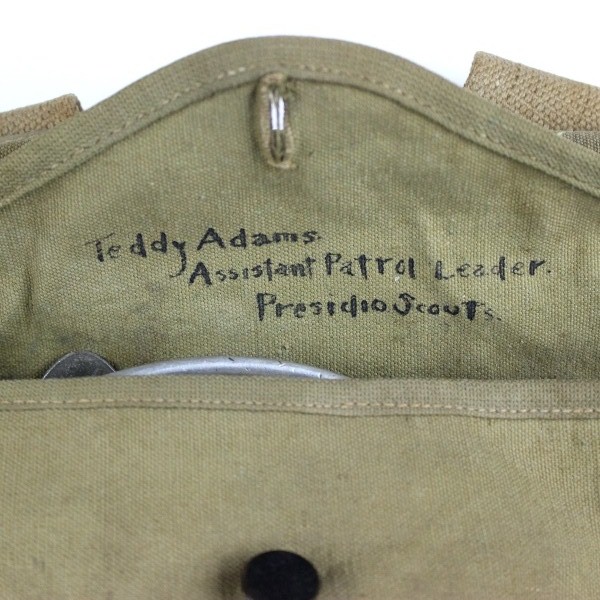 Teddy Adams.
Assistant Patrol Leader.
Presidio Scouts.